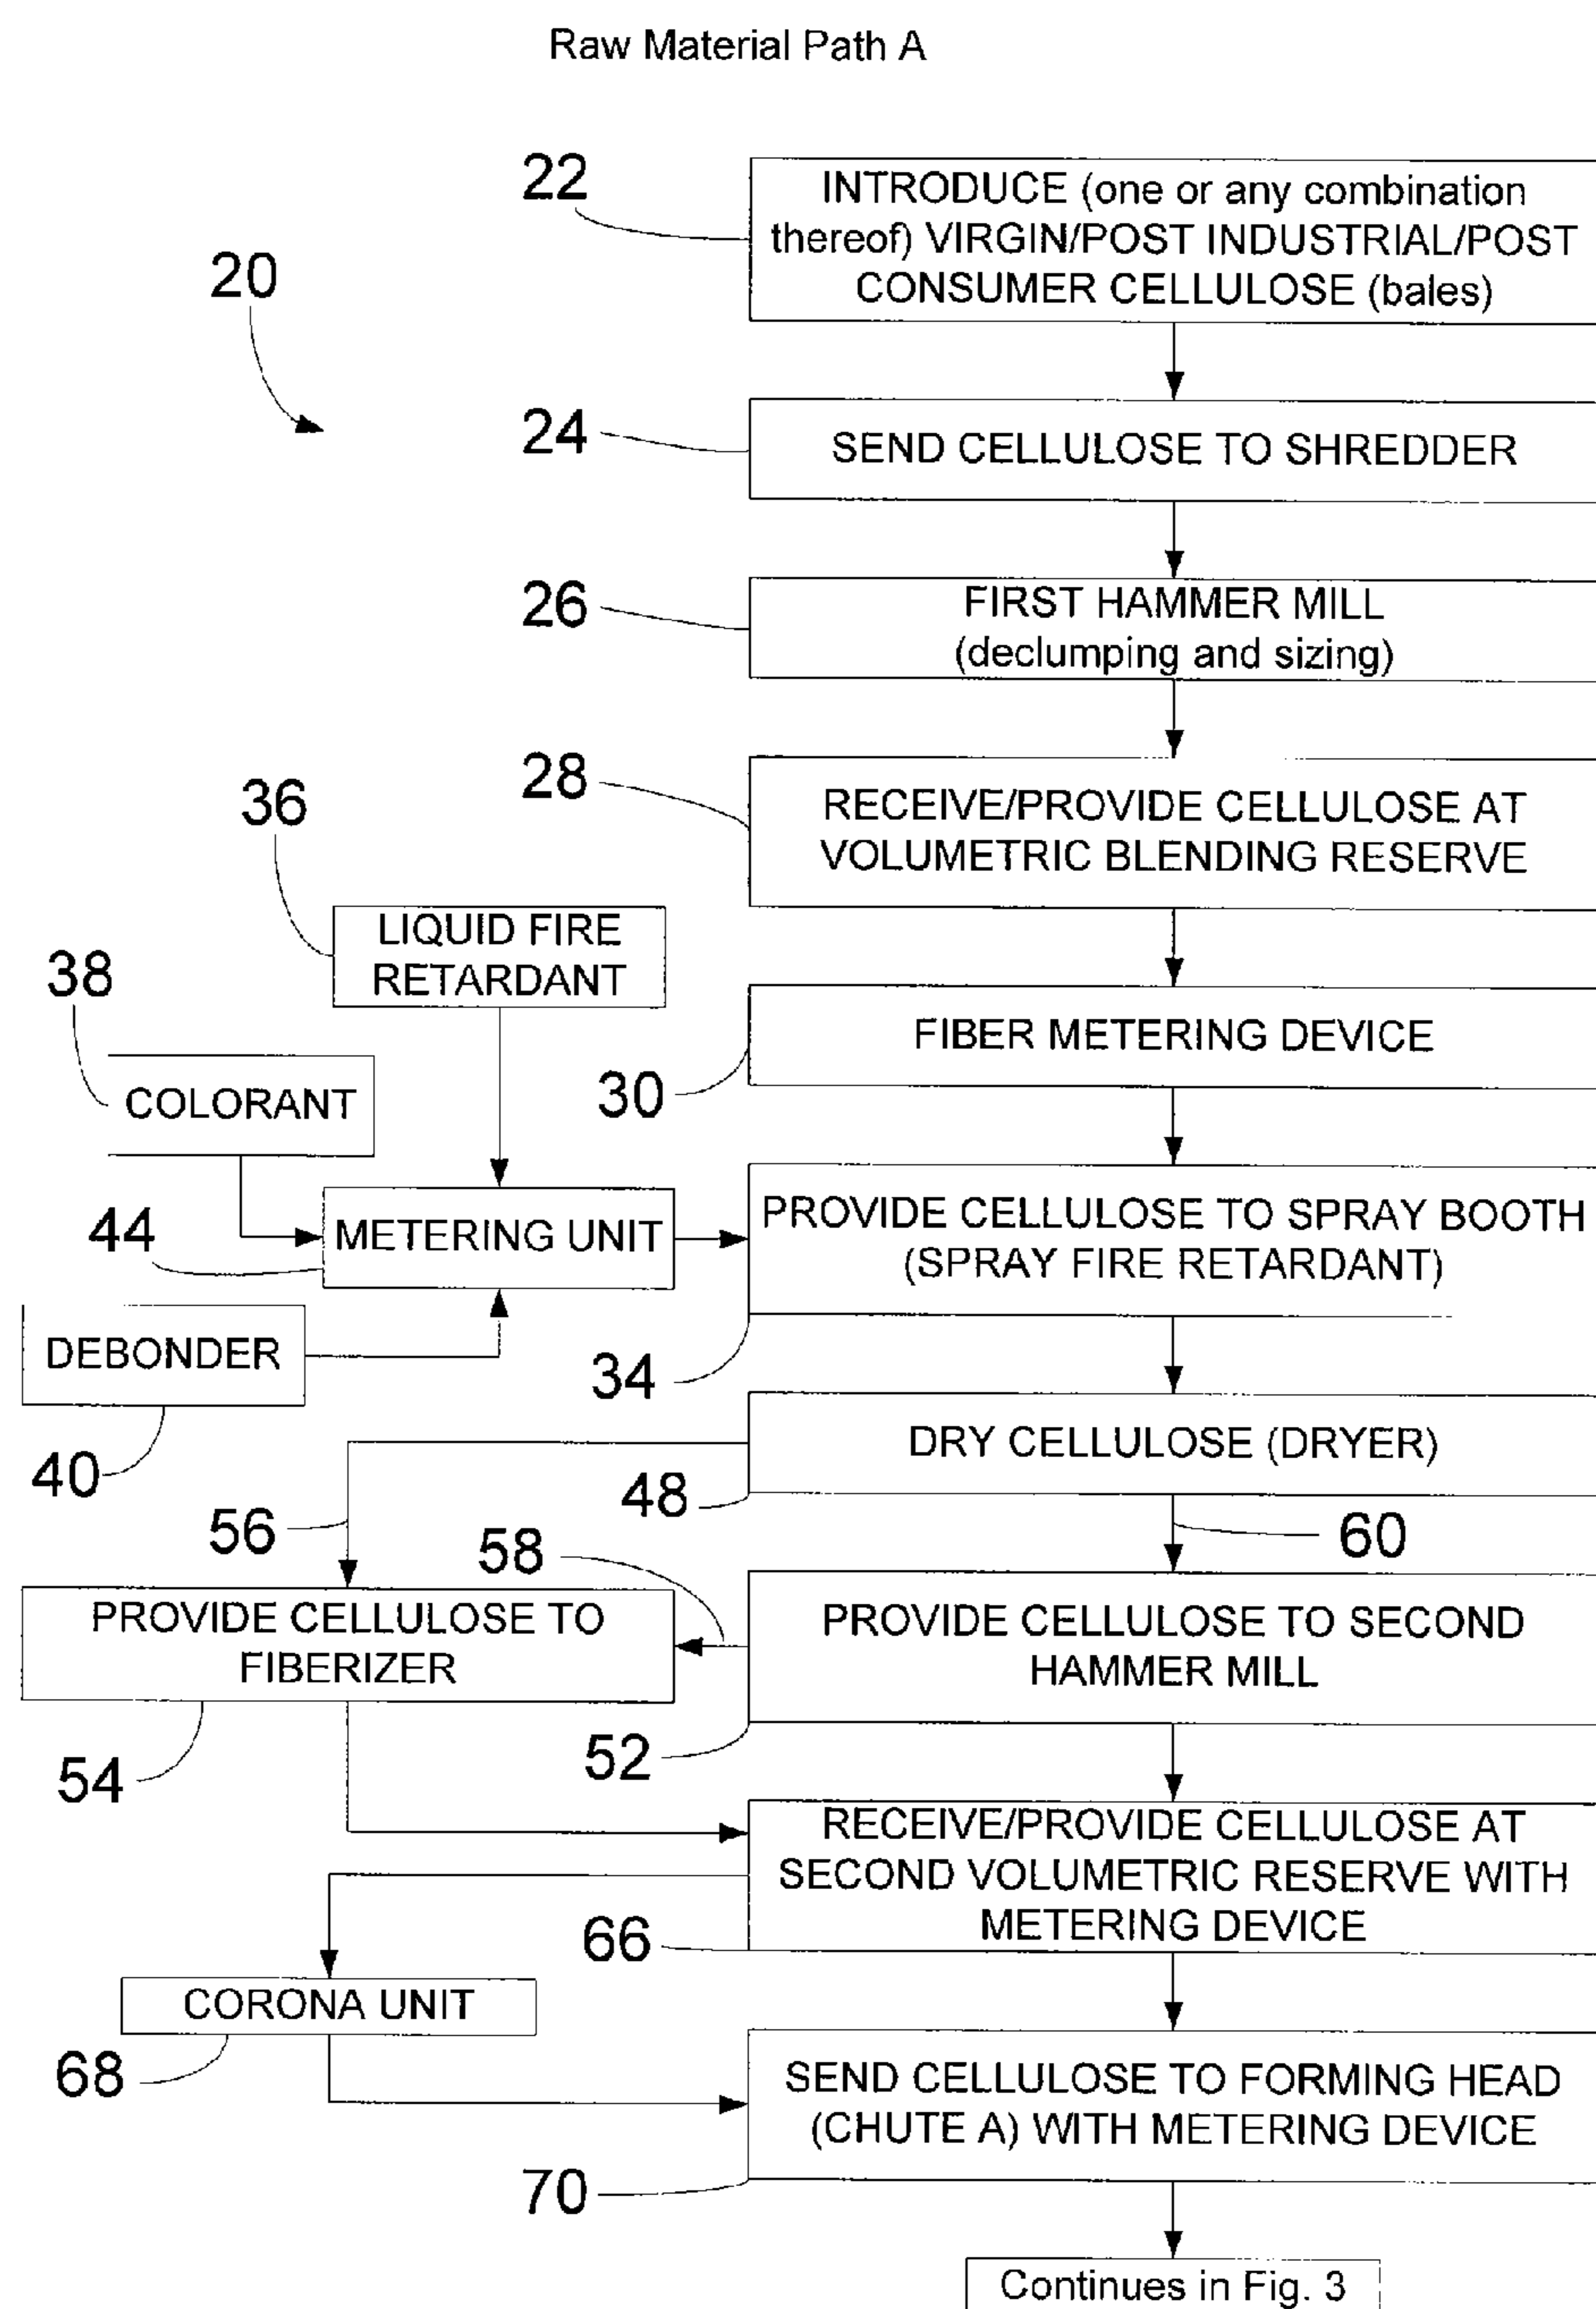 Raw Material Path A
22
INTRODUCE (one or any combination
thereof) VIRGIN/POST INDUSTRIAL/POST
CONSUMER CELLULOSE (bales)
20
24
SEND CELLULOSE TO SHREDDER
26
FIRST HAMMER MILL
(declumping and sizing)
28
RECEIVE/PROVIDE CELLULOSE AT
VOLUMETRIC BLENDING RESERVE
36
LIQUID FIRE
RETARDANT
38
COLORANT
30
FIBER METERING DEVICE
44
METERING UNIT
PROVIDE CELLULOSE TO SPRAY BOOTH
(SPRAY FIRE RETARDANT)
34
DEBONDER
40
DRY CELLULOSE (DRYER)
48
56
58
60
PROVIDE CELLULOSE TO
FIBERIZER
54
PROVIDE CELLULOSE TO SECOND
HAMMER MILL
52
RECEIVE/PROVIDE CELLULOSE AT
SECOND VOLUMETRIC RESERVE WITH
METERING DEVICE
66
CORONA UNIT
68
SEND CELLULOSE TO FORMING HEAD
(CHUTE A) WITH METERING DEVICE
70
Continues in Fig. 3